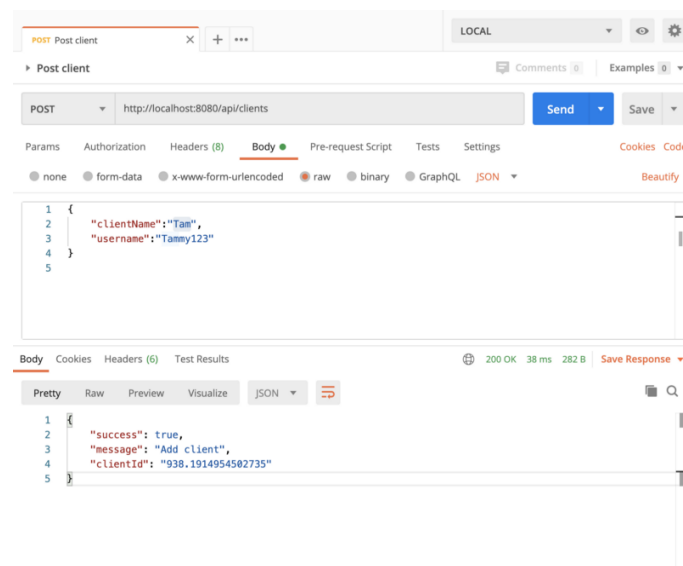 POST Post client
LOCAL
Post client
Comments 0
Examples 0
POST
http://localhost:8080/api/clients
Send
Save
Params Authorization Headers (8) Body Pre-request Script Tests Settings Cookies Code
none form-data x-www-form-urlencoded raw binary GraphQL JSON Beautify
1 {
2 "clientName":"Tam",
3 "username":"Tammy123"
4 }
5
Body Cookies Headers (6) Test Results 200 OK 38 ms 282 B Save Response
Pretty Raw Preview Visualize JSON
1 {
2 "success": true,
3 "message": "Add client",
4 "clientId": "938.1914954502735"
5 }